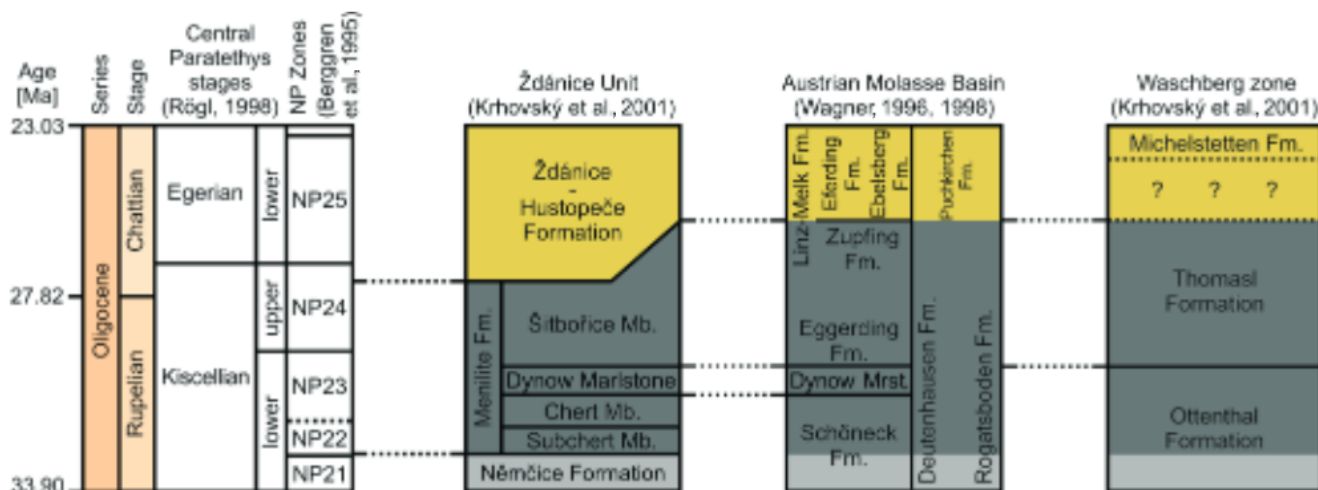 Age
[Ma]
Series
Stage
Central
Paratethys
stages
(Rögl, 1998)
NP Zones
(Berggren
et al., 1995)
Ždánice Unit
(Krhovský et al., 2001)
Austrian Molasse Basin
(Wagner, 1996, 1998)
Waschberg zone
(Krhovský et al., 2001)
23.03
27.82
33.90
Oligocene
Chattian
Rupelian
Egerian
Kiscellian
lower
upper
lower
NP25
NP24
NP23
NP22
NP21
Ždánice
-
Hustopeče
Formation
Menilite Fm.
Šitbořice Mb.
Dynow Marlstone
Chert Mb.
Subchert Mb.
Němčice Formation
Linz-Melk Fm.
Eferding
Fm.
Ebelsberg
Fm.
Puchkirchen
Fm.
Zupfing
Fm.
Eggerding
Fm.
Dynow Mrst.
Schöneck
Fm.
Deutenhausen Fm.
Rogatsboden Fm.
Michelstetten Fm.
? ? ?
Thomasl
Formation
Ottenthal
Formation